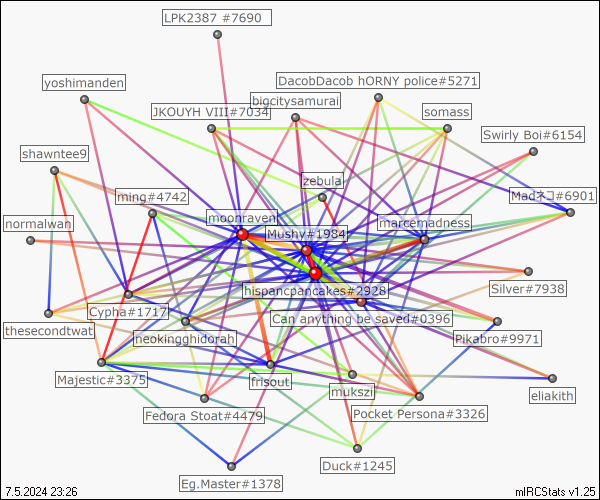 LPK2387 #7690
yoshimanden
DacobDacob hORNY police#5271
bigcitysamurai
JKOUYH VIII#7034
somass
Swirly Boi#6154
shawntee9
zebula
ming#4742
Madネコ#6901
moonraven
marcemadness
normalwan
Mushy#1984
hispancpancakes#2928
Silver#7938
Cypha#1717
Can anything be saved#0396
thesecondtwat
neokingghidorah
Pikabro#9971
Majestic#3375
frisout
mukszi
eliakith
Fedora Stoat#4479
Pocket Persona#3326
Duck#1245
Eg.Master#1378
7.5.2024 23:26
mIRCStats v1.25